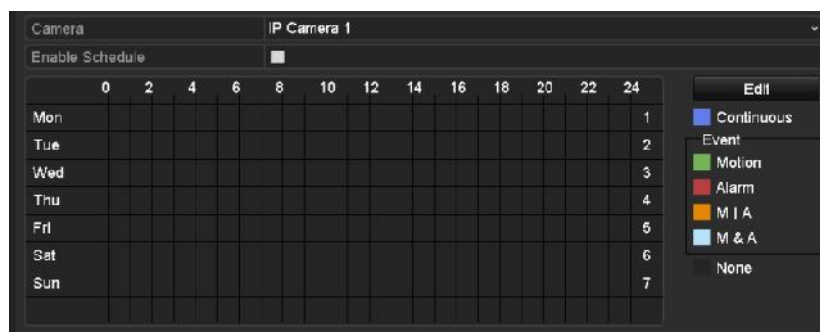 Camera IP Camera 1
Enable Schedule
0 2 4 6 8 10 12 14 16 18 20 22 24 Edit
Mon 1 Continuous
Tue 2 Event
Wed 3 Motion
Thu 4 Alarm
Fri 5 M | A
Sat 6 M & A
Sun 7 None